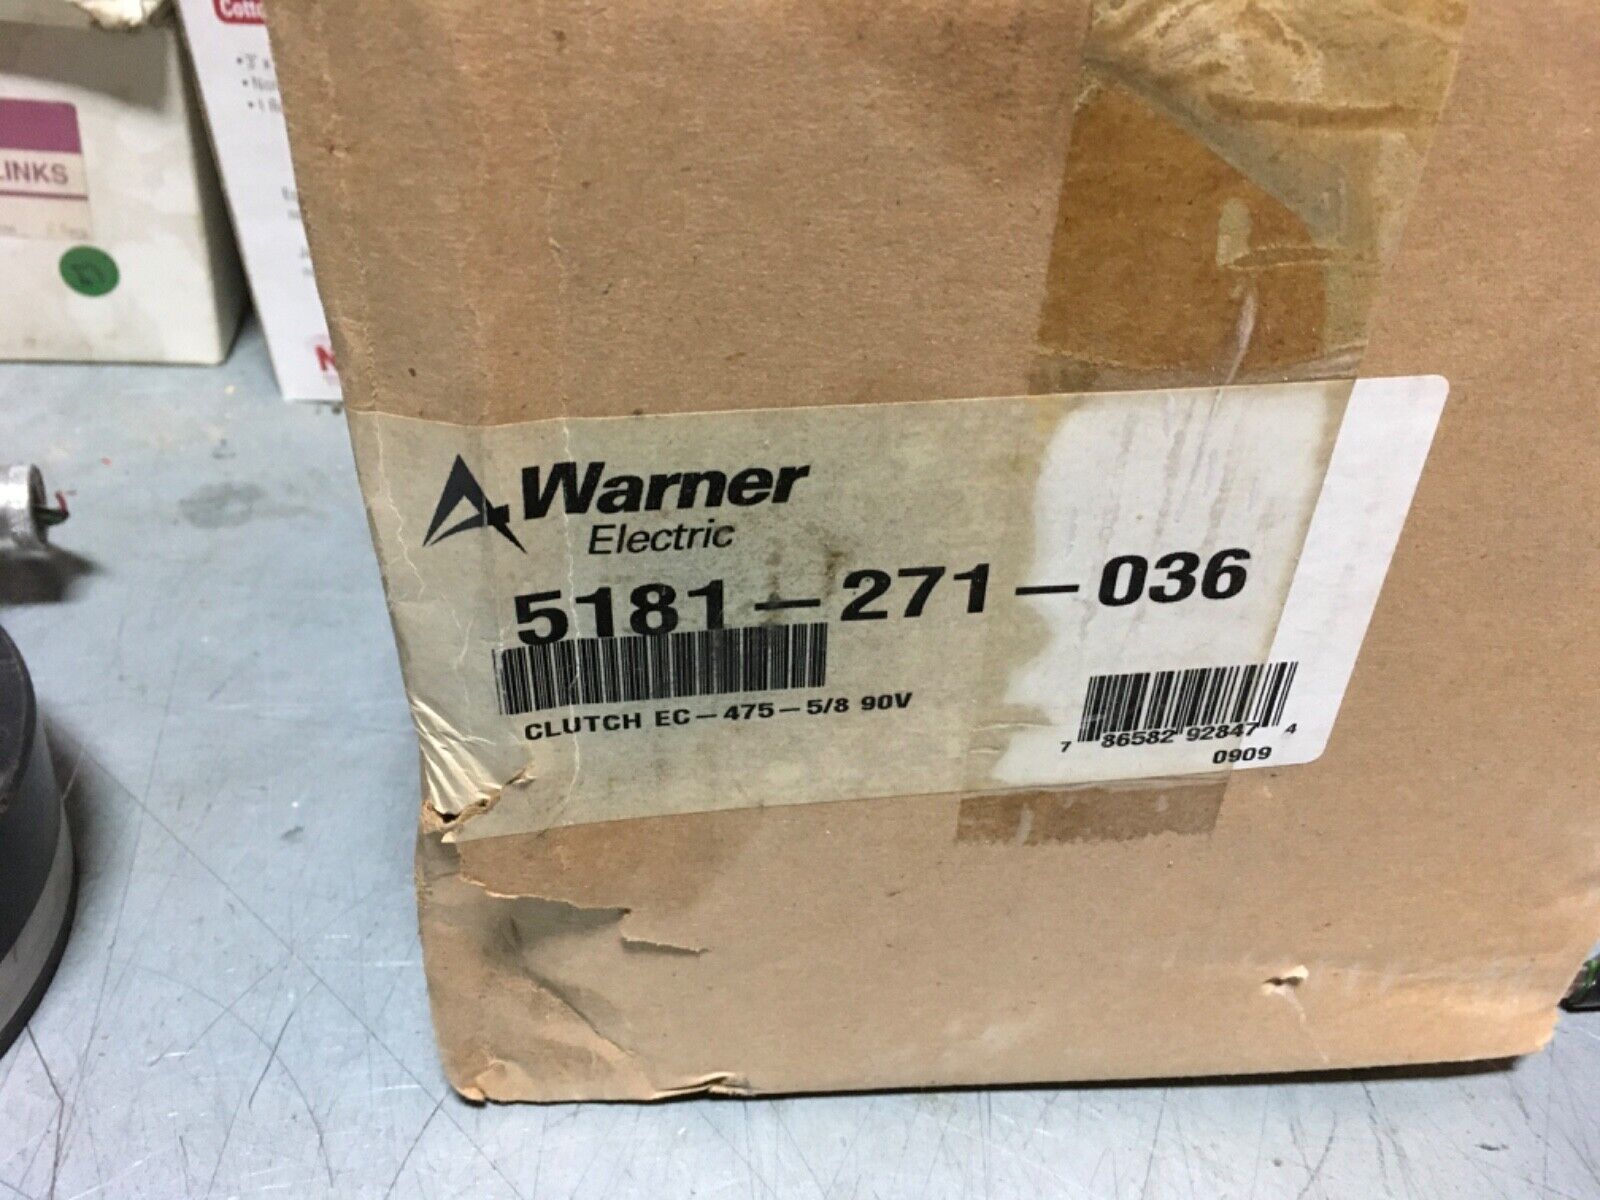 LINKS
Warner
Electric
5181-271-036
CLUTCH EC-475-5/8 90V
7 86582 92847 4
0909